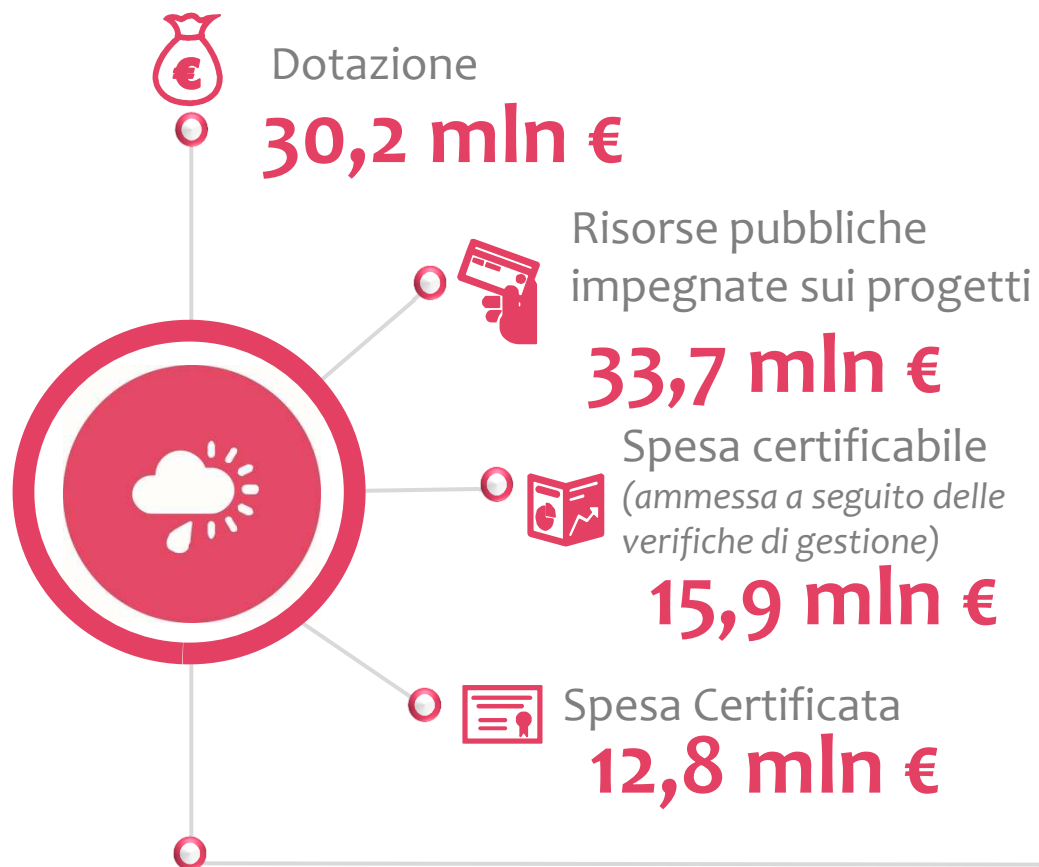 Dotazione
30,2 mln €
Risorse pubbliche
impegnate sui progetti
33,7 mln €
Spesa certificabile
(ammessa a seguito delle
verifiche di gestione)
15,9 mln €
Spesa Certificata
12,8 mln €